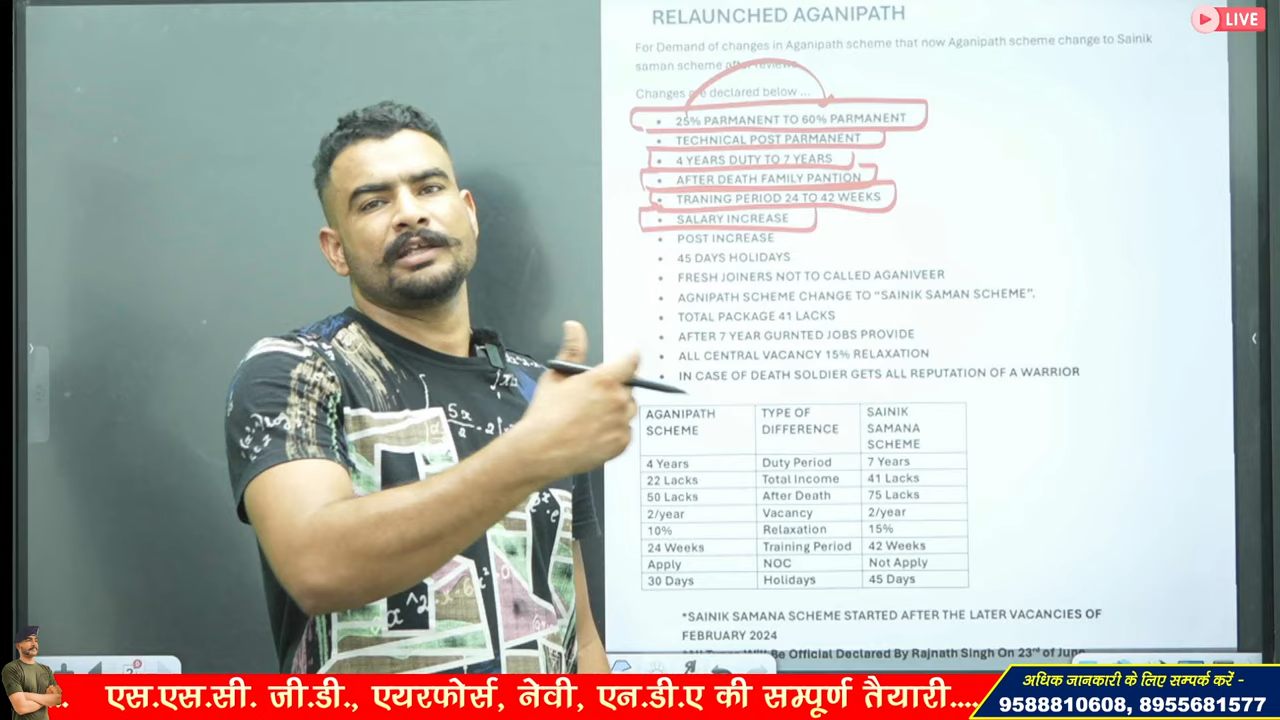 RELAUNCHED AGANIPATH
LIVE
For Demand of changes in Aganipath scheme that now Aganipath scheme change to Sainik
saman scheme after reviews
Changes are declared below ...
• 25% PARMANENT TO 60% PARMANENT
• TECHNICAL POST PARMANENT
• 4 YEARS DUTY TO 7 YEARS
• AFTER DEATH FAMILY PANTION
• TRANING PERIOD 24 TO 42 WEEKS
• SALARY INCREASE
• POST INCREASE
• 45 DAYS HOLIDAYS
• FRESH JOINERS NOT TO CALLED AGANIVEER
• AGNIPATH SCHEME CHANGE TO “SAINIK SAMAN SCHEME”.
• TOTAL PACKAGE 41 LACKS
• AFTER 7 YEAR GURNTED JOBS PROVIDE
• ALL CENTRAL VACANCY 15% RELAXATION
• IN CASE OF DEATH SOLDIER GETS ALL REPUTATION OF A WARRIOR
AGANIPATH SCHEME TYPE OF DIFFERENCE SAINIK SAMANA SCHEME
4 Years Duty Period 7 Years
22 Lacks Total Income 41 Lacks
50 Lacks After Death 75 Lacks
2/year Vacancy 2/year
10% Relaxation 15%
24 Weeks Training Period 42 Weeks
Apply NOC Not Apply
30 Days Holidays 45 Days
*SAINIK SAMANA SCHEME STARTED AFTER THE LATER VACANCIES OF
FEBRUARY 2024
Be Official Declared By Rajnath Singh On 23rd of June
एस.एस.सी. जी.डी., एयरफोर्स, नेवी, एन.डी.ए की सम्पूर्ण तैयारी....
अधिक जानकारी के लिए सम्पर्क करें -
9588810608, 8955681577